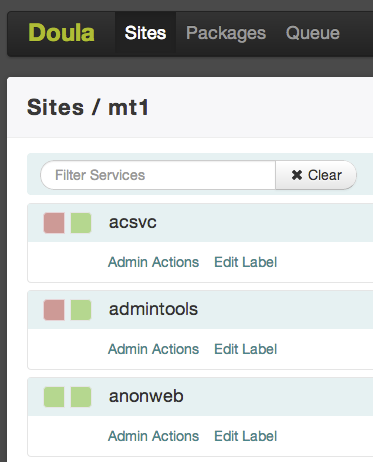 Doula Sites Packages Queue
Sites / mt1
Filter Services ✖ Clear
acsvc
Admin Actions Edit Label
admintools
Admin Actions Edit Label
anonweb
Admin Actions Edit Label